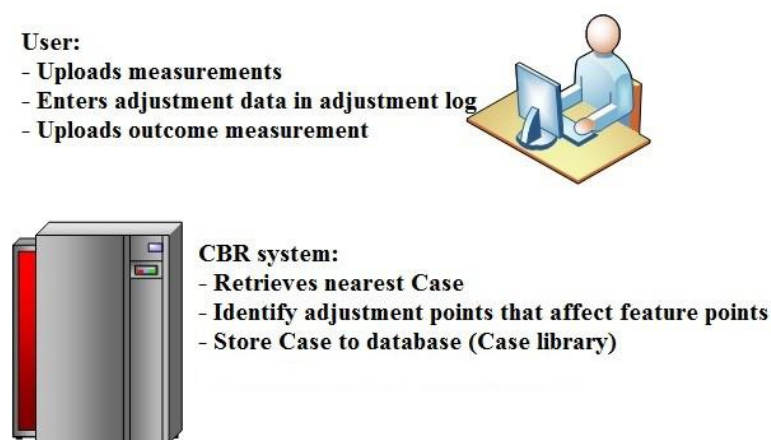 User:
- Uploads measurements
- Enters adjustment data in adjustment log
- Uploads outcome measurement
CBR system:
- Retrieves nearest Case
- Identify adjustment points that affect feature points
- Store Case to database (Case library)